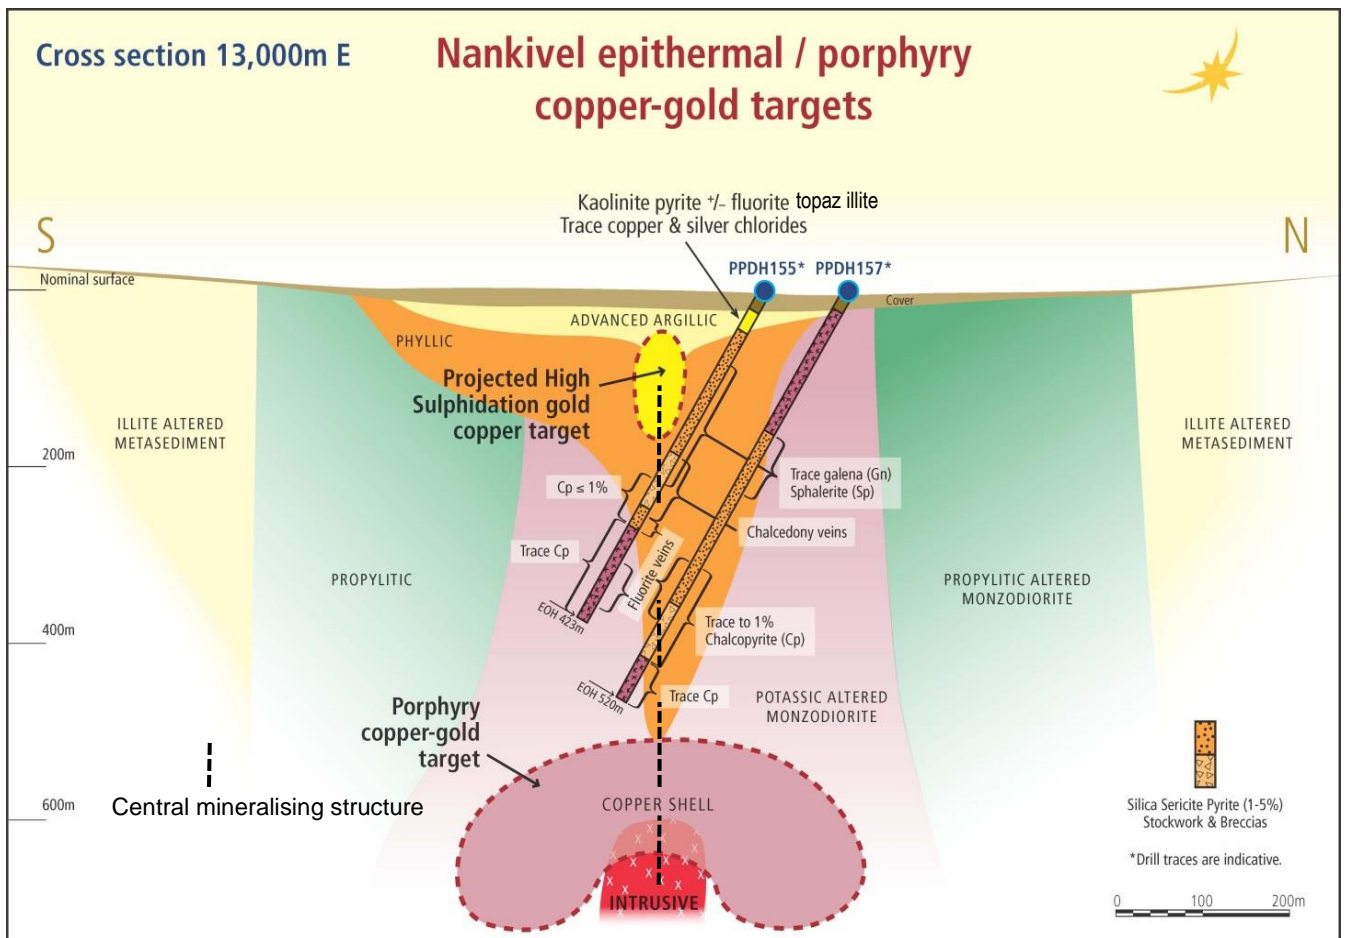 Cross section 13,000m E
Nankivel epithermal / porphyry
copper-gold targets
Kaolinite pyrite +/– fluorite topaz illite
Trace copper & silver chlorides
S
N
PPDH155* PPDH157*
Nominal surface
Cover
ADVANCED ARGILLIC
PHYLLIC
Projected High
Sulphidation gold
copper target
ILLITE ALTERED
METASEDIMENT
ILLITE ALTERED
METASEDIMENT
200m
Cp ≤ 1%
Trace galena (Gn)
Sphalerite (Sp)
Chalcedony veins
Trace Cp
Fluorite veins
PROPYLITIC
PROPYLITIC ALTERED
MONZODIORITE
EOH 423m
400m
Trace to 1%
Chalcopyrite (Cp)
EOH 520m
Trace Cp
POTASSIC ALTERED
MONZODIORITE
Porphyry
copper-gold
target
Central mineralising structure
600m
COPPER SHELL
Silica Sericite Pyrite (1-5%)
Stockwork & Breccias
*Drill traces are indicative.
X X
X X X
X X
X X X X
X X X
INTRUSIVE
0 100 200m